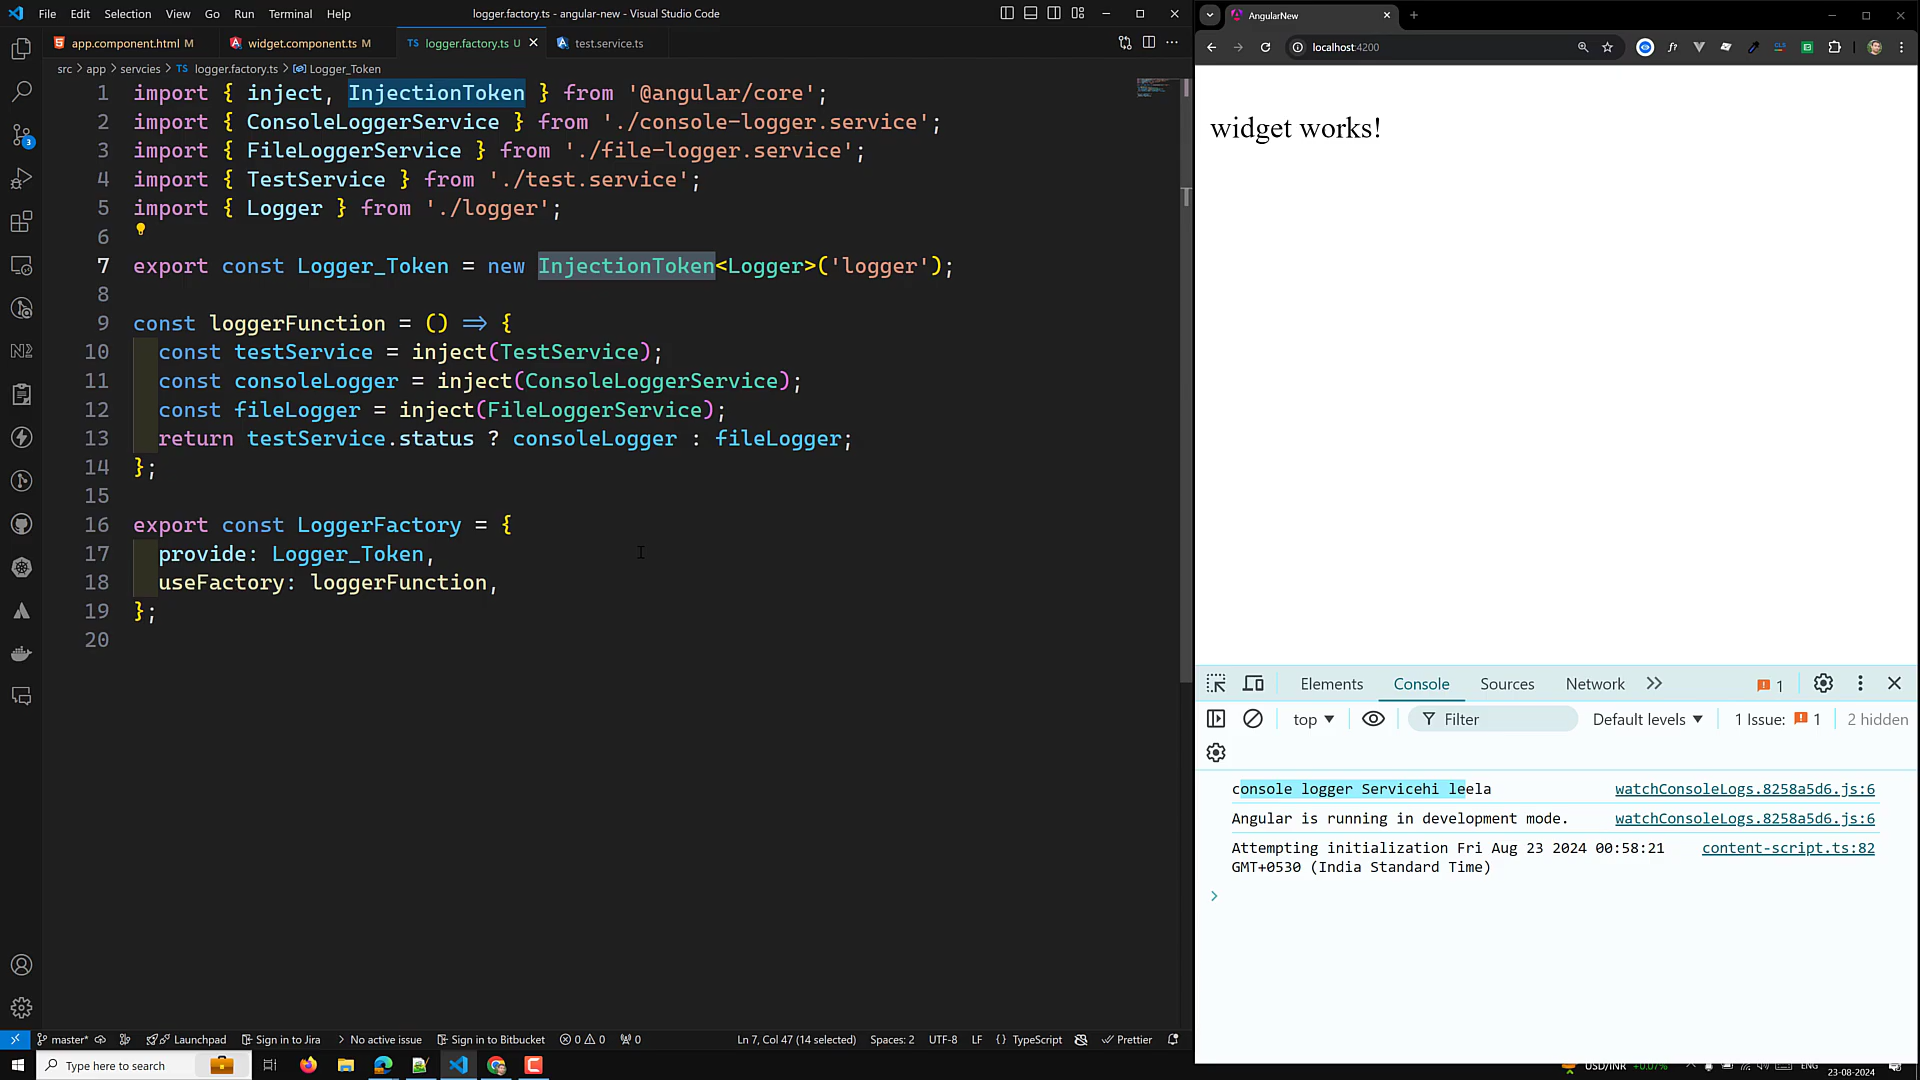 File Edit Selection View Go Run Terminal Help
logger.factory.ts - angular-new - Visual Studio Code
app.component.html M
widget.component.ts M
TS logger.factory.ts U
test.service.ts
src > app > servcies > TS logger.factory.ts > Logger_Token
1 import { inject, InjectionToken } from '@angular/core';
2 import { ConsoleLoggerService } from './console-logger.service';
3 import { FileLoggerService } from './file-logger.service';
4 import { TestService } from './test.service';
5 import { Logger } from './logger';
6
7 export const Logger_Token = new InjectionToken<Logger>('logger');
8
9 const loggerFunction = () => {
10 const testService = inject(TestService);
11 const consoleLogger = inject(ConsoleLoggerService);
12 const fileLogger = inject(FileLoggerService);
13 return testService.status ? consoleLogger : fileLogger;
14 };
15
16 export const LoggerFactory = {
17 provide: Logger_Token,
18 useFactory: loggerFunction,
19 };
20
3
N2
master* Launchpad Sign in to Jira No active issue Sign in to Bitbucket 0 0 0 Ln 7, Col 47 (14 selected) Spaces: 2 UTF-8 LF {} TypeScript Prettier
AngularNew
localhost:4200
widget works!
Elements Console Sources Network 1
top Filter Default levels 1 Issue: 1 2 hidden
console logger Servicehi leela watchConsoleLogs.8258a5d6.js:6
Angular is running in development mode. watchConsoleLogs.8258a5d6.js:6
Attempting initialization Fri Aug 23 2024 00:58:21 content-script.ts:82
GMT+0530 (India Standard Time)
Type here to search
USD/INR +0.07% ENG
23-08-2024